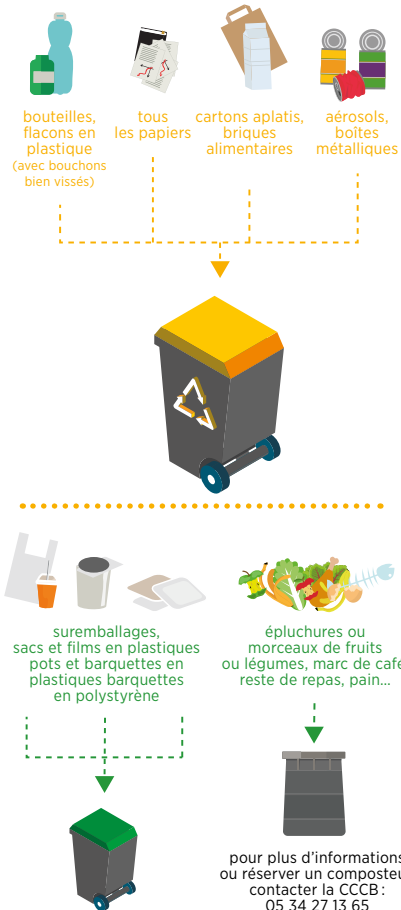 bouteilles,
flacons en
plastique
(avec bouchons
bien vissés)
tous
les papiers
cartons aplatis,
briques
alimentaires
aérosols,
boîtes
métalliques
suremballages,
sacs et films en plastiques
pots et barquettes en
plastiques barquettes
en polystyrène
épluchures ou
morceaux de fruits
ou légumes, marc de café
reste de repas, pain...
pour plus d'informations
ou réserver un composteu
contacter la CCCB :
05 34 27 13 65